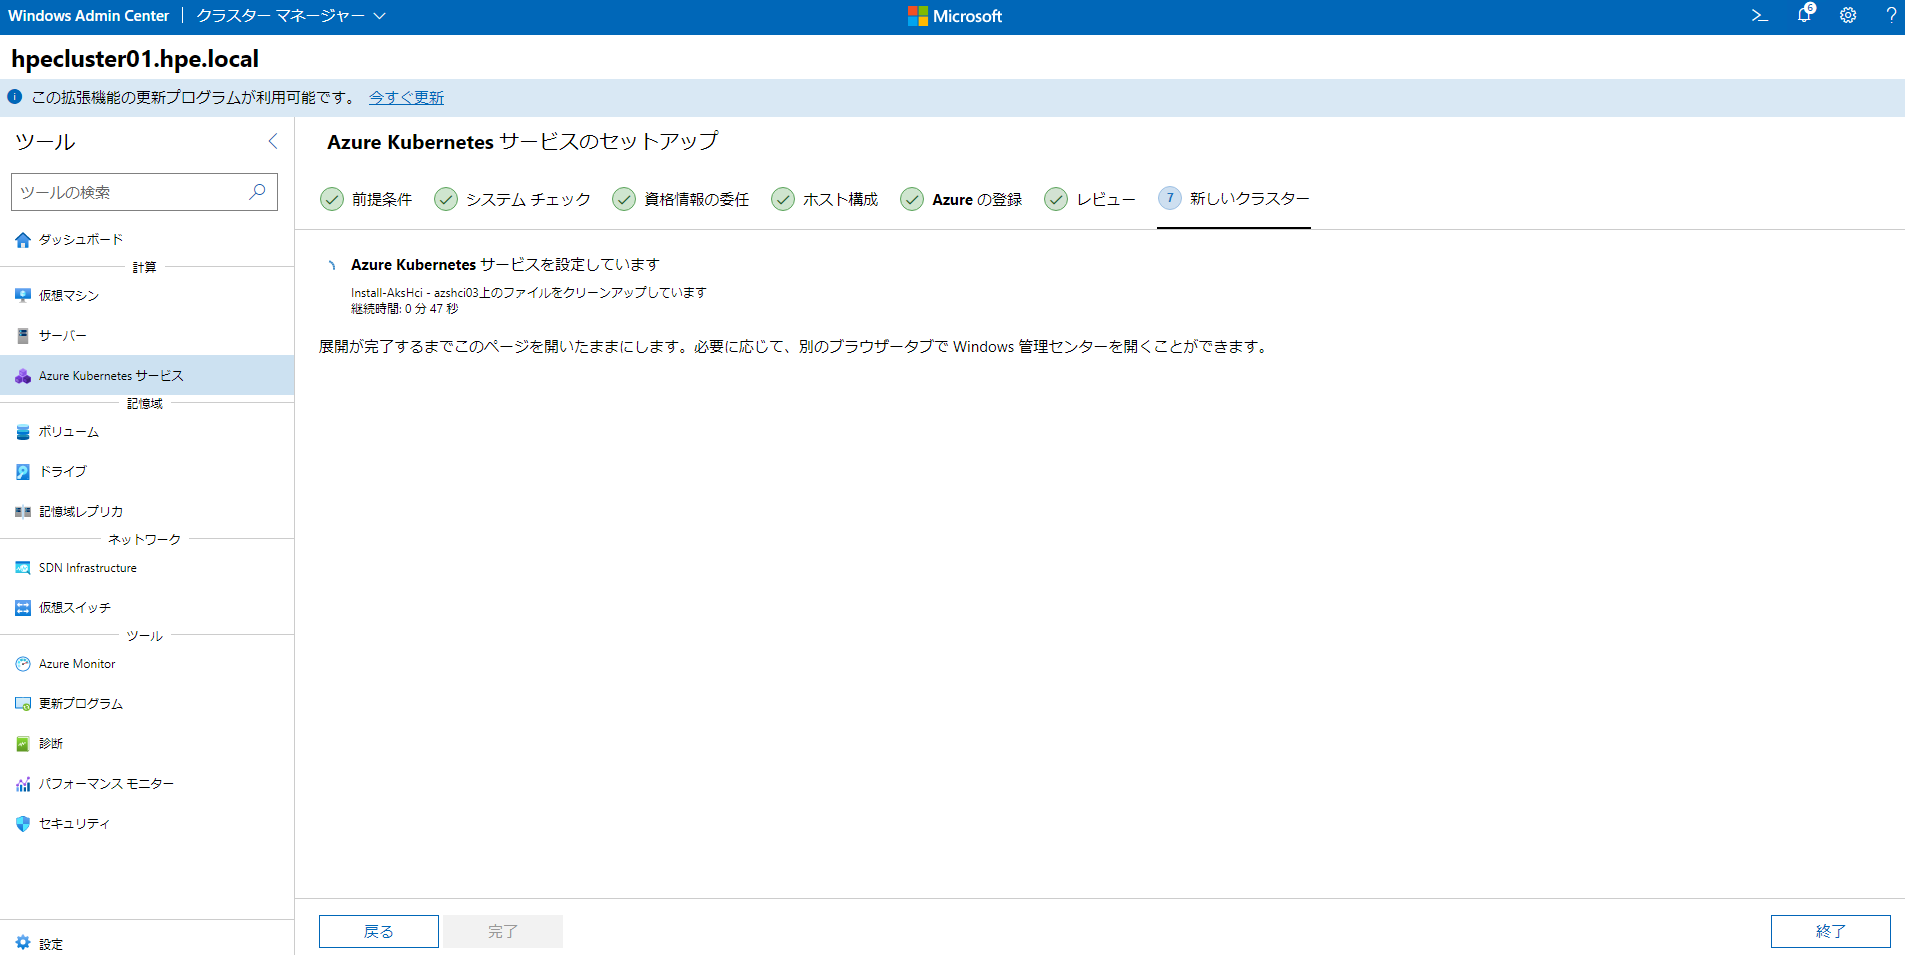 Windows Admin Center | クラスター マネージャー
Microsoft
6
?
hpecluster01.hpe.local
この拡張機能の更新プログラムが利用可能です。 今すぐ更新
ツール
ツールの検索
ダッシュボード
計算
仮想マシン
サーバー
Azure Kubernetes サービス
記憶域
ボリューム
ドライブ
記憶域レプリカ
ネットワーク
SDN Infrastructure
仮想スイッチ
ツール
Azure Monitor
更新プログラム
診断
パフォーマンス モニター
セキュリティ
設定
Azure Kubernetes サービスのセットアップ
前提条件 システム チェック 資格情報の委任 ホスト構成 Azure の登録 レビュー 7 新しいクラスター
Azure Kubernetes サービスを設定しています
Install-AksHci - azshci03上のファイルをクリーンアップしています
継続時間: 0 分 47 秒
展開が完了するまでこのページを開いたままにします。必要に応じて、別のブラウザータブで Windows 管理センターを開くことができます。
戻る 完了 終了